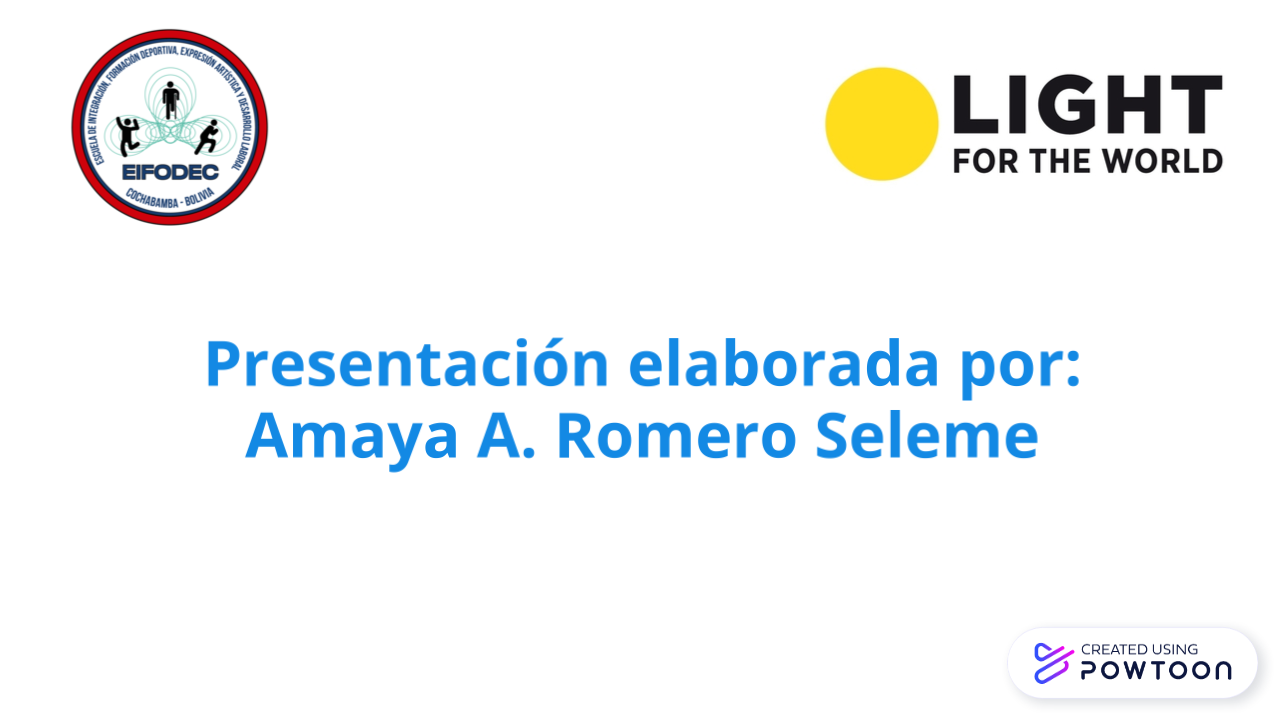 ESCUELA DE INTEGRACIÓN, FORMACIÓN DEPORTIVA, EXPRESIÓN ARTÍSTICA Y DESARROLLO LABORAL
EIFODEC
COCHABAMBA - BOLIVIA
LIGHT
FOR THE WORLD
Presentación elaborada por:
Amaya A. Romero Seleme
CREATED USING
POWTOON